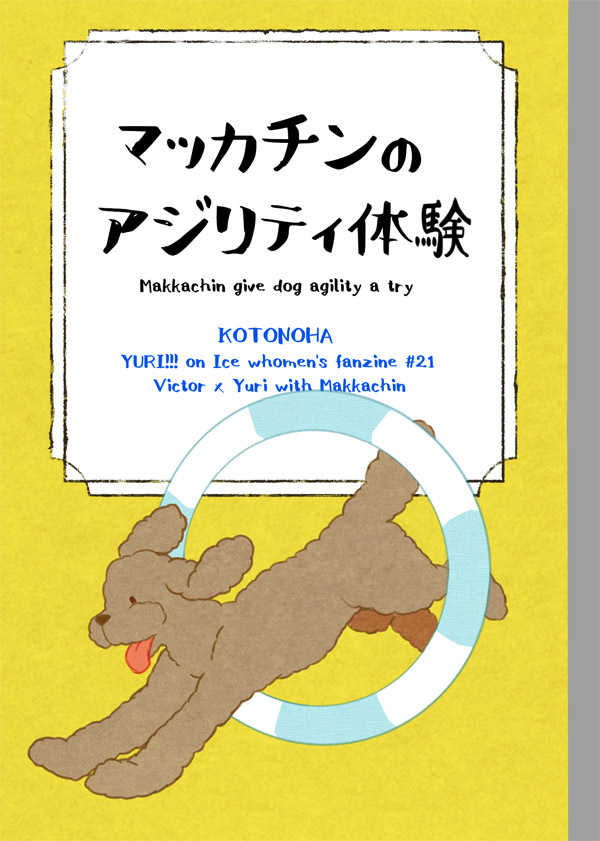 マッカチンの
アジリティ体験
Makkachin give dog agility a try
KOTONOHA
YURI!!! on Ice whomen's fanzine #21
Victor x Yuri with Makkachin